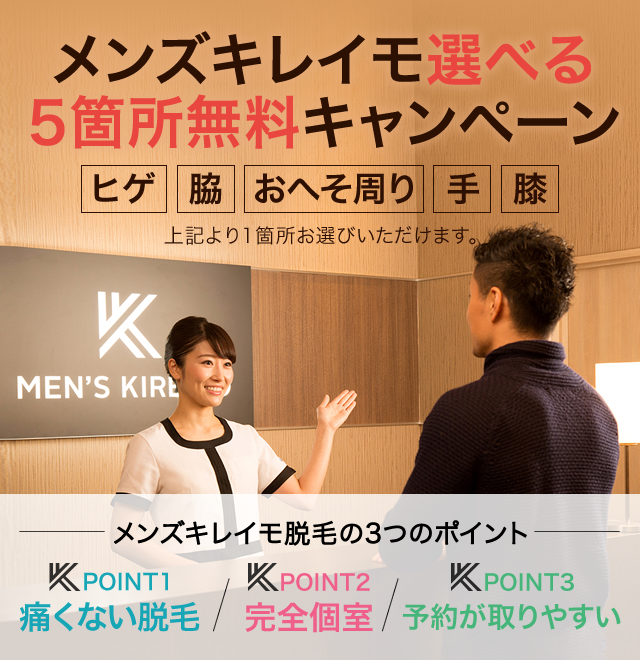 メンズキレイモ選べる
5箇所無料キャンペーン
ヒゲ 脇 おへそ周り 手 膝
上記より1箇所お選びいただけます。
K
MEN'S KIRE
メンズキレイモ脱毛の3つのポイント
K POINT1 K POINT2 K POINT3
痛くない脱毛 / 完全個室 / 予約が取りやすい